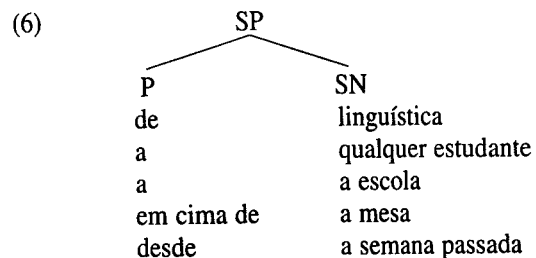 (6) SP
P SN
de linguística
a qualquer estudante
a a escola
em cima de a mesa
desde a semana passada